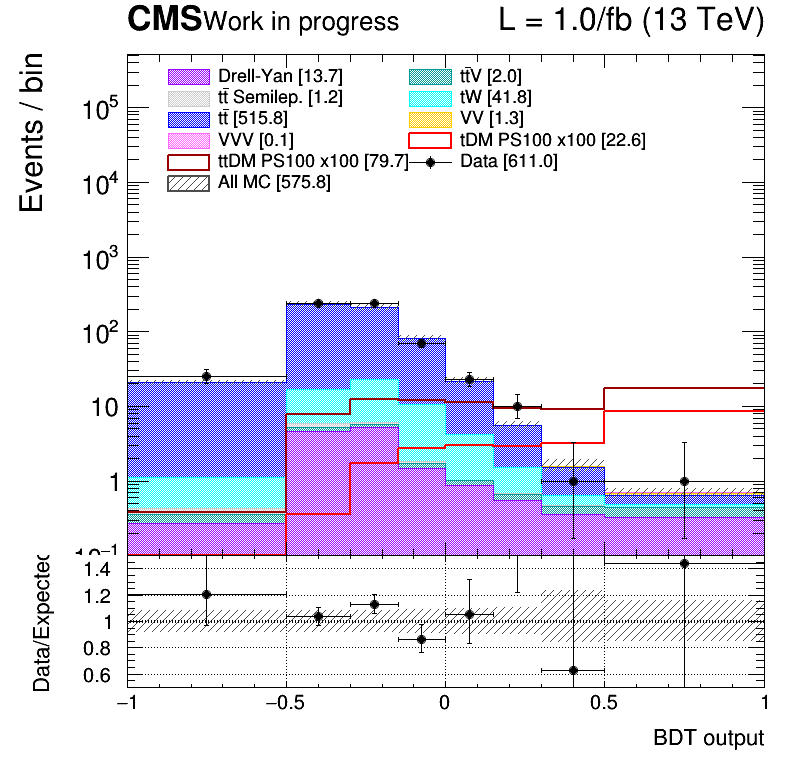 CMS Work in progress L = 1.0/fb (13 TeV)
Events / bin
Drell-Yan [13.7] tt̄V [2.0]
tt̄ Semilep. [1.2] tW [41.8]
tt̄ [515.8] VV [1.3]
VVV [0.1] tDM PS100 x100 [22.6]
ttDM PS100 x100 [79.7] Data [611.0]
All MC [575.8]
10⁵
10⁴
10³
10²
10
1
10⁻¹
Data/Expected
1.4
1.2
1
0.8
0.6
−1 −0.5 0 0.5 1
BDT output